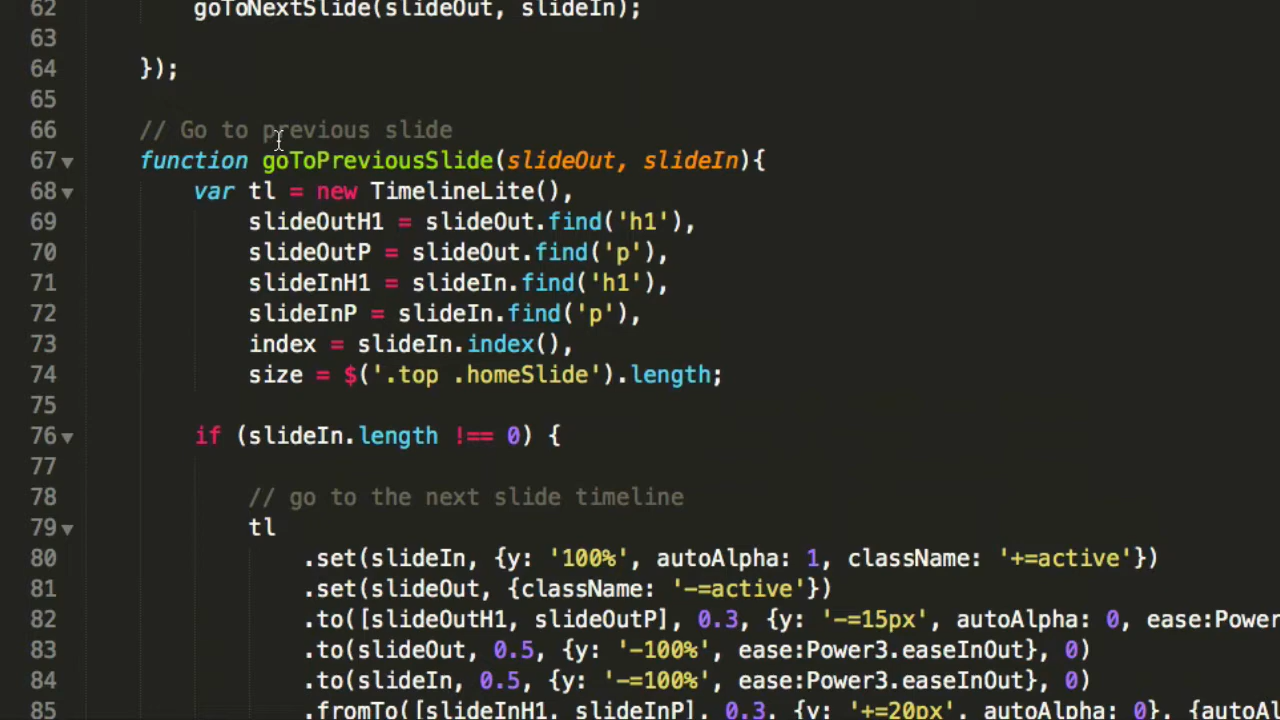 62 goToNextSlide(slideOut, slideIn);
63
64 });
65
66 // Go to previous slide
67 function goToPreviousSlide(slideOut, slideIn){
68 var tl = new TimelineLite(),
69 slideOutH1 = slideOut.find('h1'),
70 slideOutP = slideOut.find('p'),
71 slideInH1 = slideIn.find('h1'),
72 slideInP = slideIn.find('p'),
73 index = slideIn.index(),
74 size = $('.top .homeSlide').length;
75
76 if (slideIn.length !== 0) {
77
78 // go to the next slide timeline
79 tl
80 .set(slideIn, {y: '100%', autoAlpha: 1, className: '+=active'})
81 .set(slideOut, {className: '-=active'})
82 .to([slideOutH1, slideOutP], 0.3, {y: '-=15px', autoAlpha: 0, ease:Power
83 .to(slideOut, 0.5, {y: '-100%', ease:Power3.easeInOut}, 0)
84 .to(slideIn, 0.5, {y: '-=100%', ease:Power3.easeInOut}, 0)
85 .fromTo([slideInH1, slideInP], 0.3, {y: '+=20px', autoAlpha: 0}, {autoAl